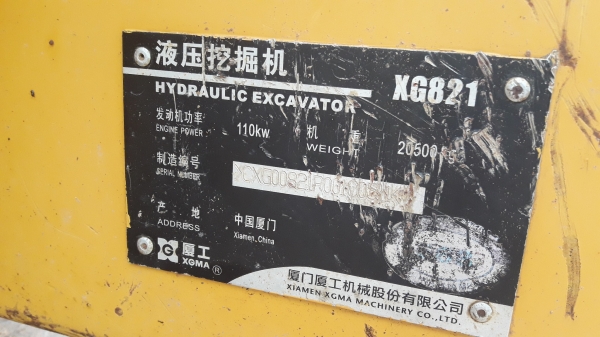 液压挖掘机
HYDRAULIC EXCAVATOR XG821
发动机功率
ENGINE POWER 110kw 机 重
WEIGHT 20500
制造编号
SERIAL NUMBER
产 地
ADDRESS 中国厦门
Xiamen,China
厦工
XGMA ®
厦门厦工机械股份有限公司
XIAMEN XGMA MACHINERY CO.,LTD.